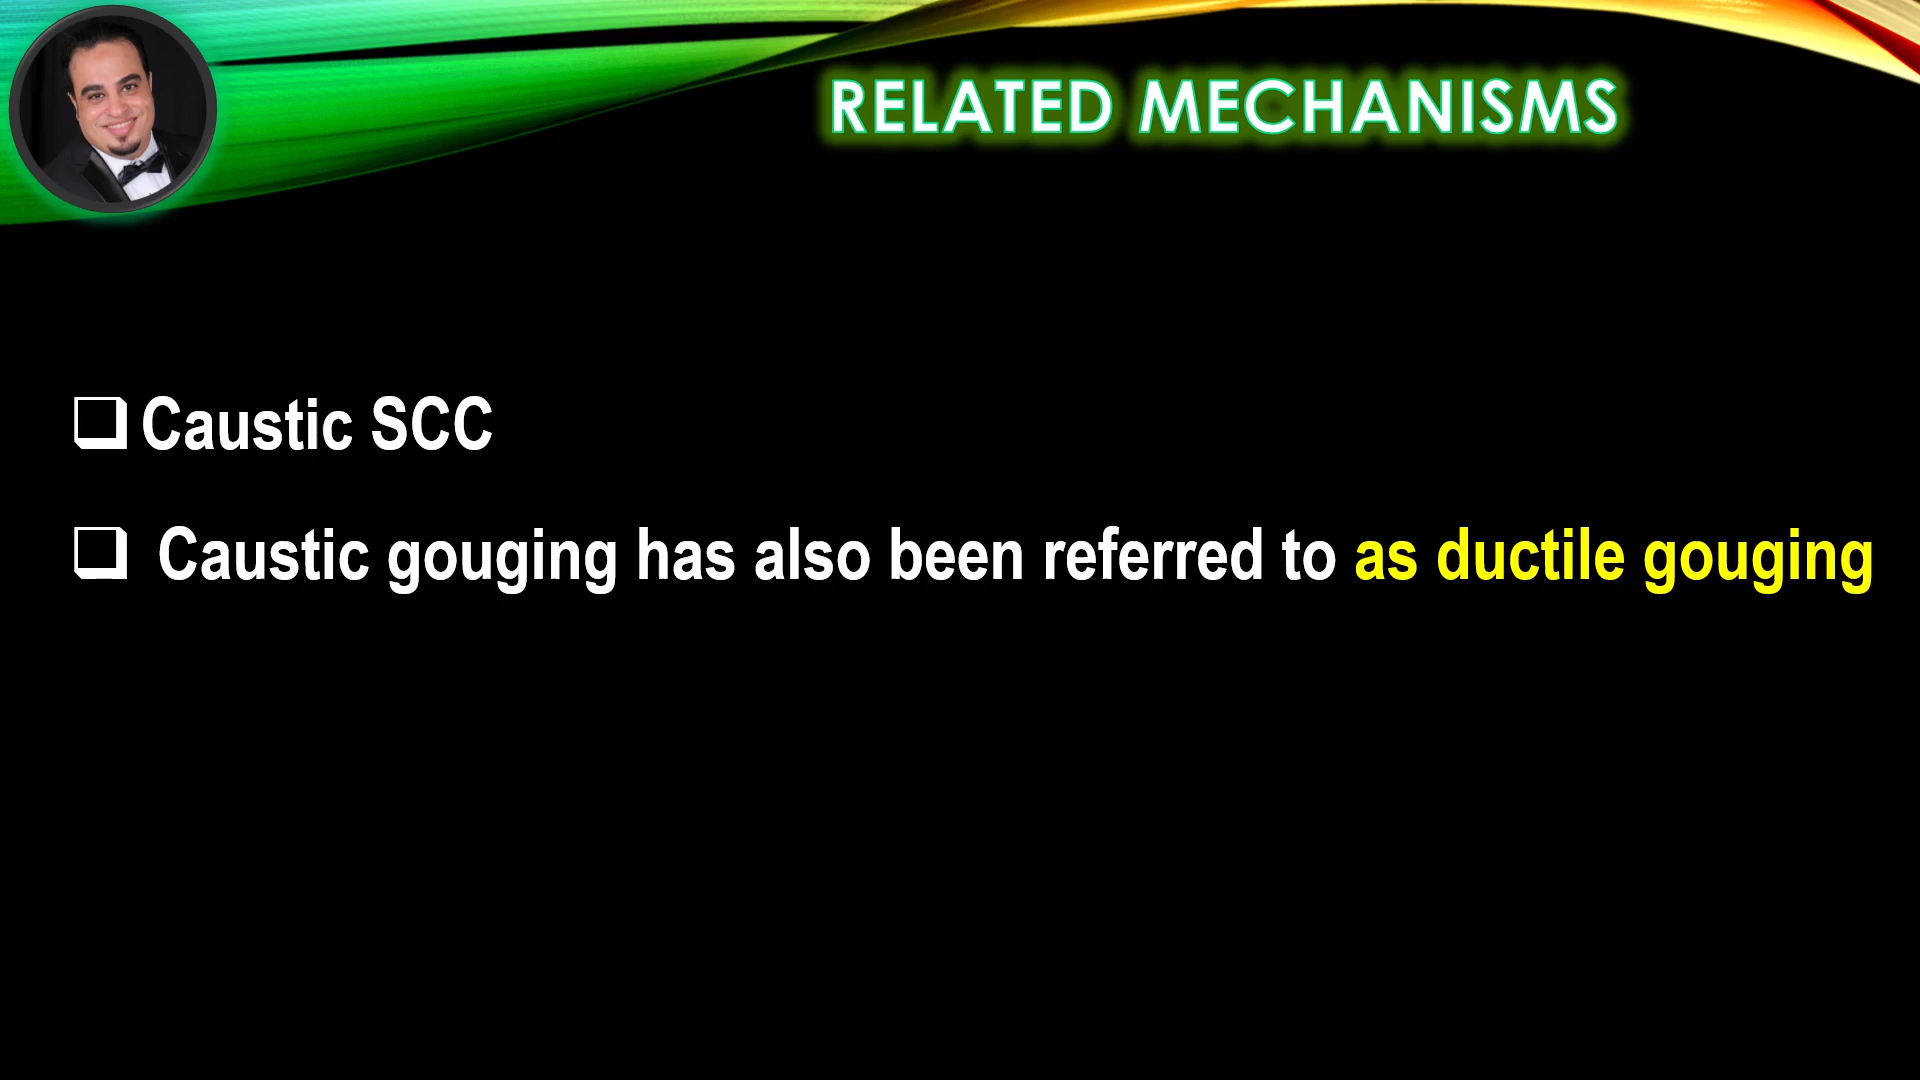 RELATED MECHANISMS
❑ Caustic SCC
❑ Caustic gouging has also been referred to as ductile gouging